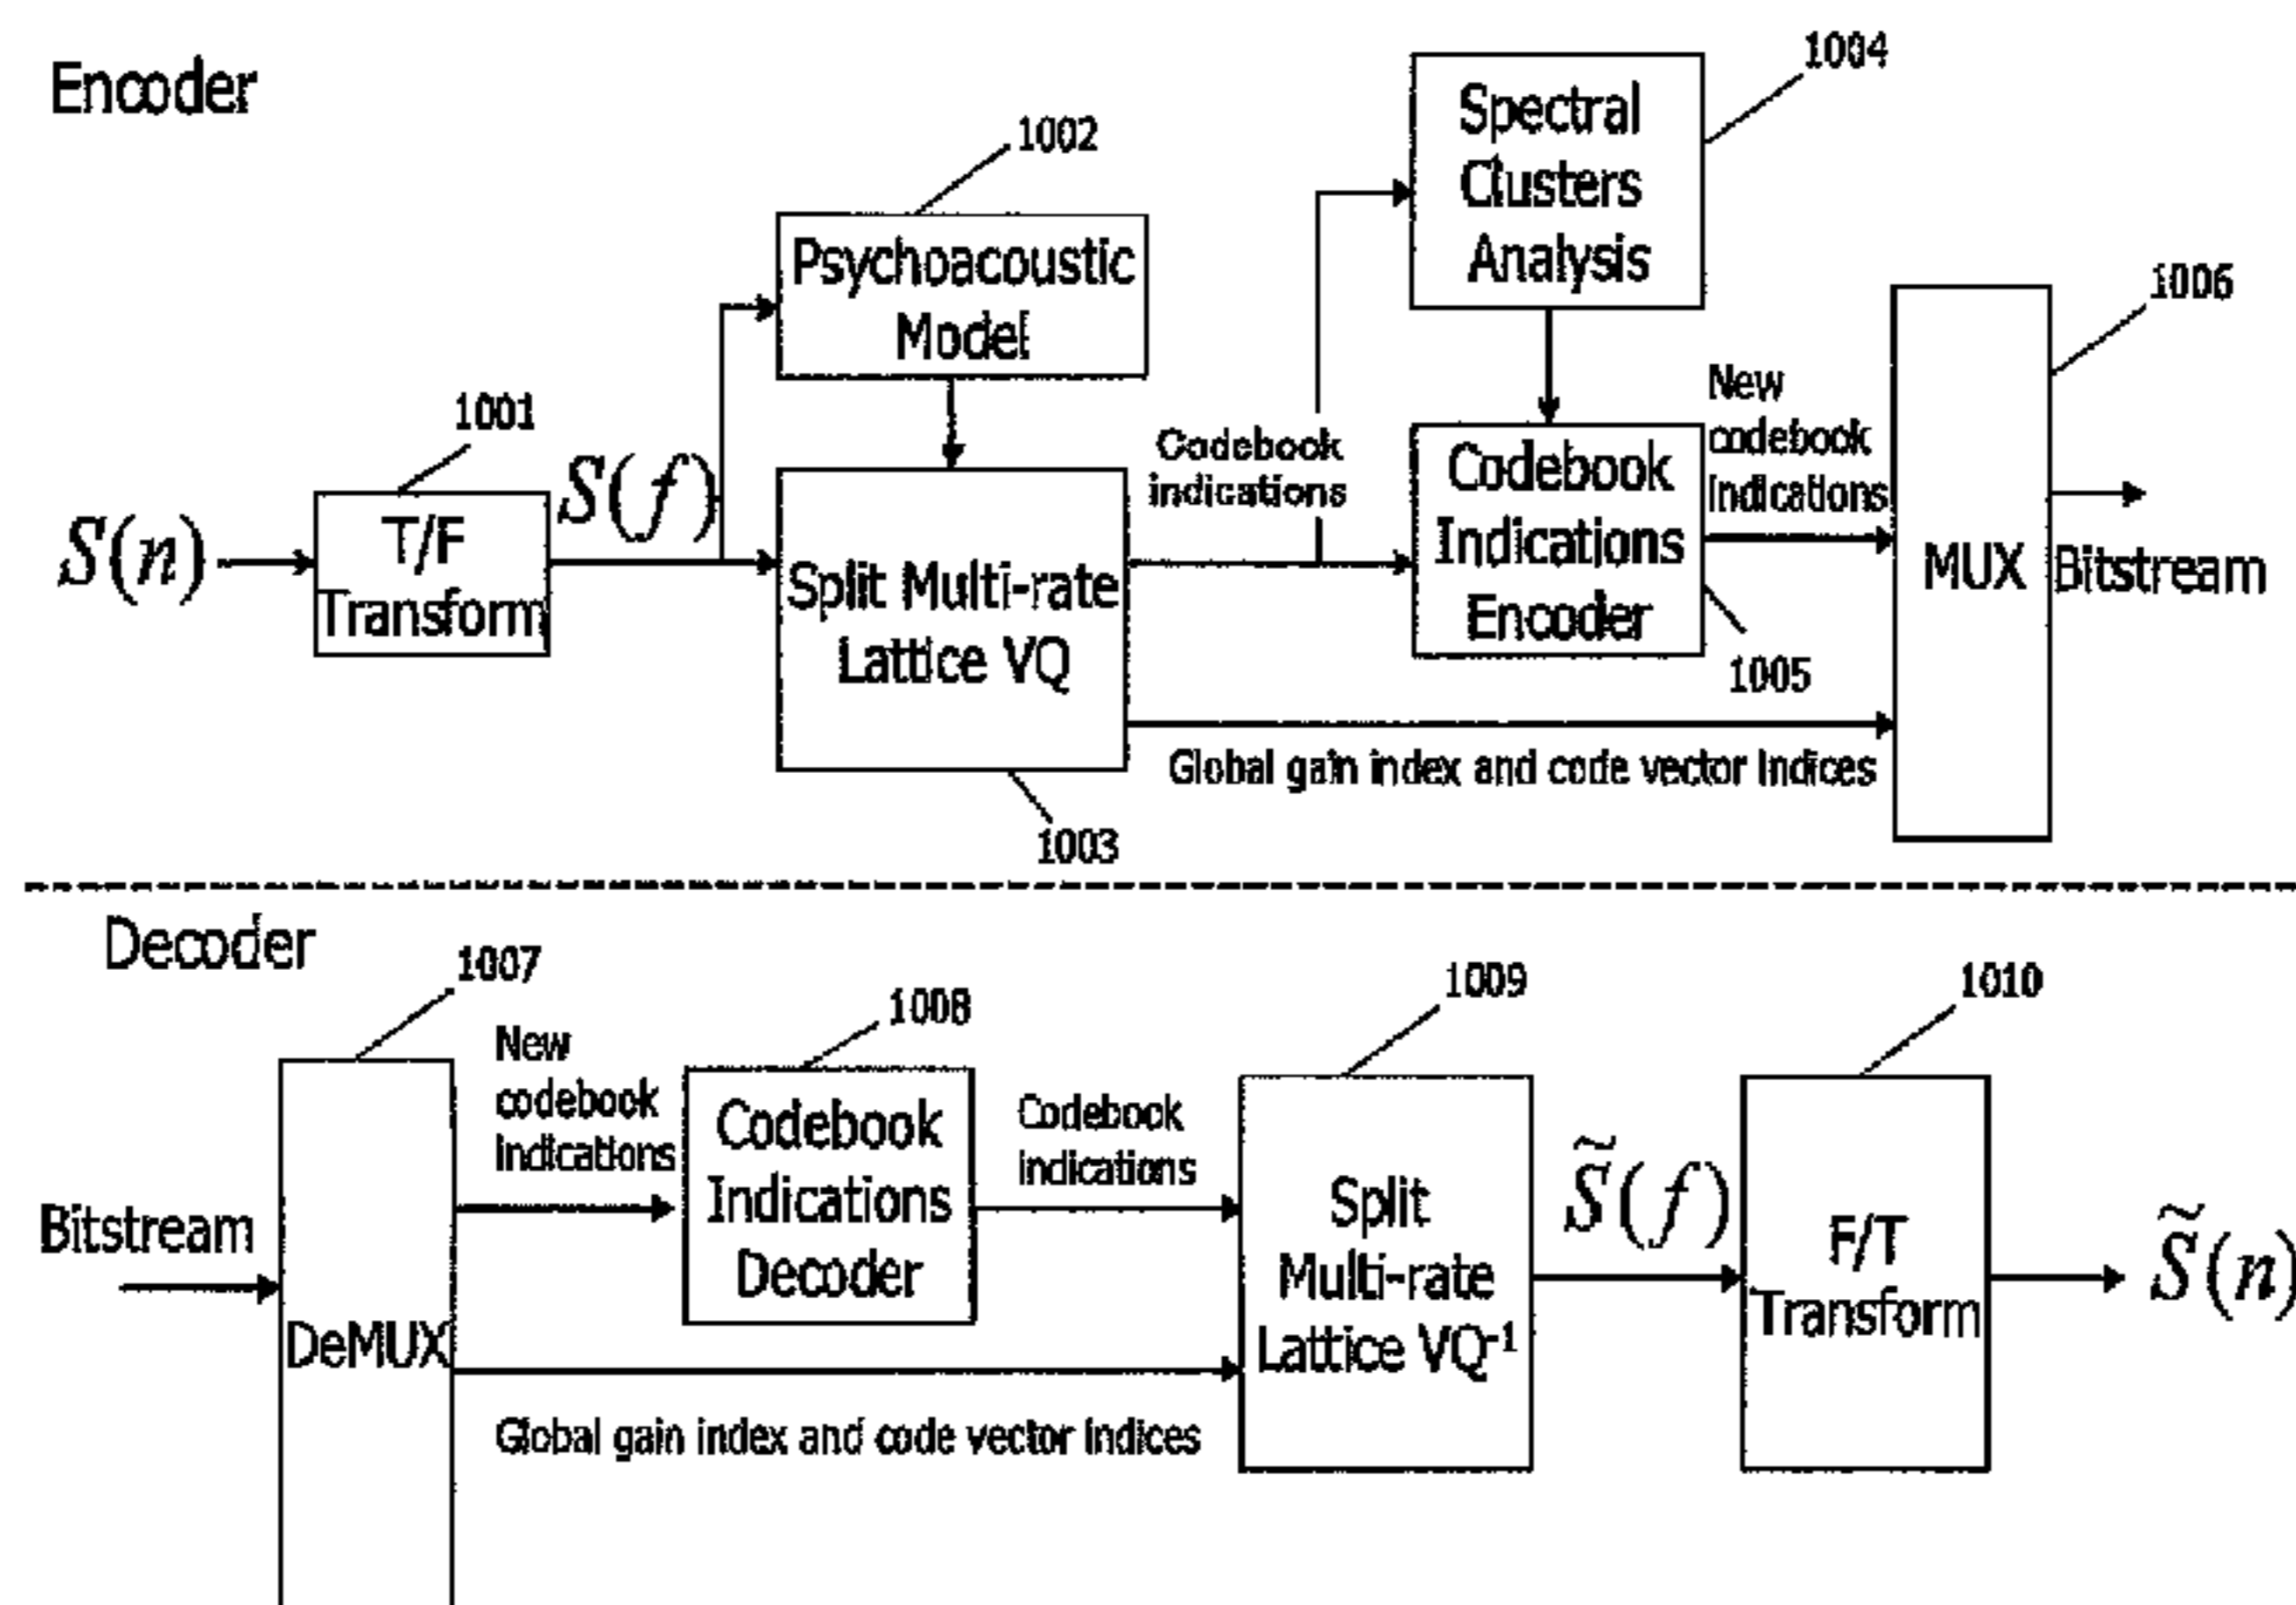 Encoder
1004
Spectral
Clusters
Analysis
1002
Psychoacoustic
Model
1006
1001
S(f)
New
codebook
indications
Codebook
indications
Codebook
Indications
Encoder
S(n)
T/F
Transform
Split Multi-rate
Lattice VQ
MUX
Bitstream
1005
Global gain index and code vector indices
1003
Decoder
1007
1008
1009
1010
New
codebook
indications
Codebook
Indications
Decoder
Codebook
indications
Bitstream
DeMUX
Split
Multi-rate
Lattice VQ⁻¹
S̃(f)
F/T
Transform
S̃(n)
Global gain index and code vector indices